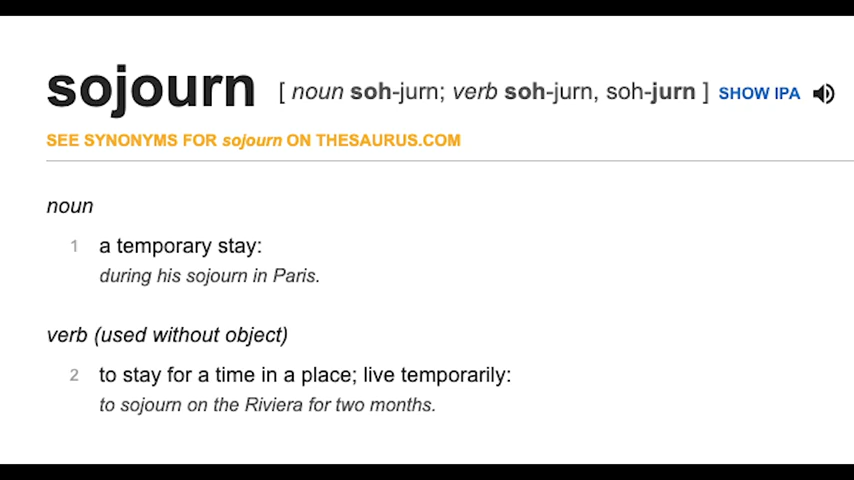 sojourn [ noun soh-jurn; verb soh-jurn, soh-jurn ] SHOW IPA
SEE SYNONYMS FOR sojourn ON THESAURUS.COM
noun
1 a temporary stay:
during his sojourn in Paris.
verb (used without object)
2 to stay for a time in a place; live temporarily:
to sojourn on the Riviera for two months.